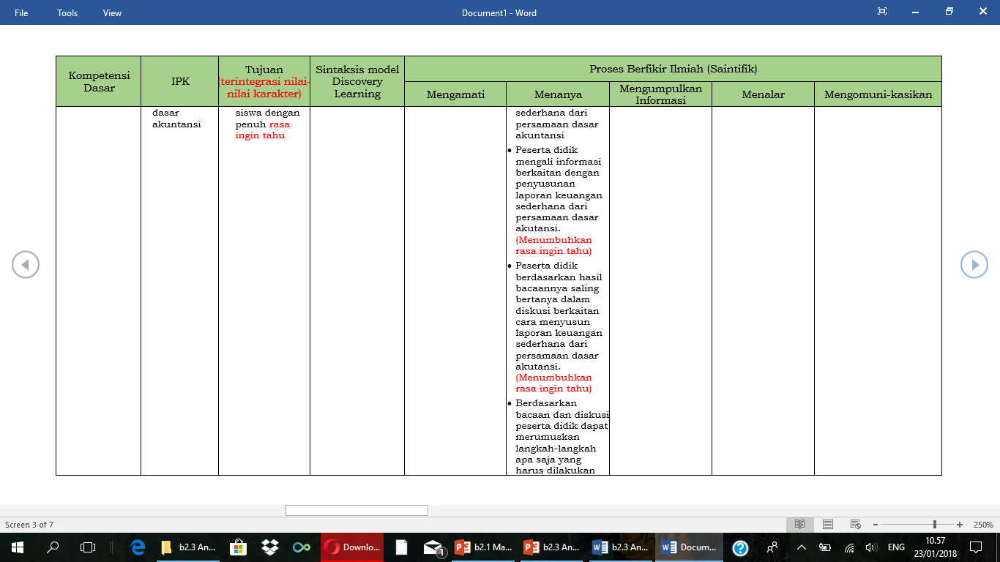 File Tools View Document1 - Word
Kompetensi
Dasar
IPK
Tujuan
(terintegrasi nilai-
nilai karakter)
Sintaksis model
Discovery
Learning
Proses Berfikir Ilmiah (Saintifik)
Mengamati
Menanya
Mengumpulkan
Informasi
Menalar
Mengomuni-kasikan
dasar
akuntansi
siswa dengan
penuh rasa
ingin tahu
sederhana dari
persamaan dasar
akuntansi
• Peserta didik
mengali informasi
berkaitan dengan
penyusunan
laporan keuangan
sederhana dari
persamaan dasar
akutansi.
(Menumbuhkan
rasa ingin tahu)
• Peserta didik
berdasarkan hasil
bacaannya saling
bertanya dalam
diskusi berkaitan
cara menyusun
laporan keuangan
sederhana dari
persamaan dasar
akutansi.
(Menumbuhkan
rasa ingin tahu)
• Berdasarkan
bacaan dan diskusi
peserta didik dapat
merumuskan
langkah-langkah
apa saja yang
harus dilakukan
Screen 3 of 7
250%
b2.3 An...
Downlo...
1
b2.1 Ma...
b2.3 An...
b2.3 An...
Docum...
ENG
10.57
23/01/2018